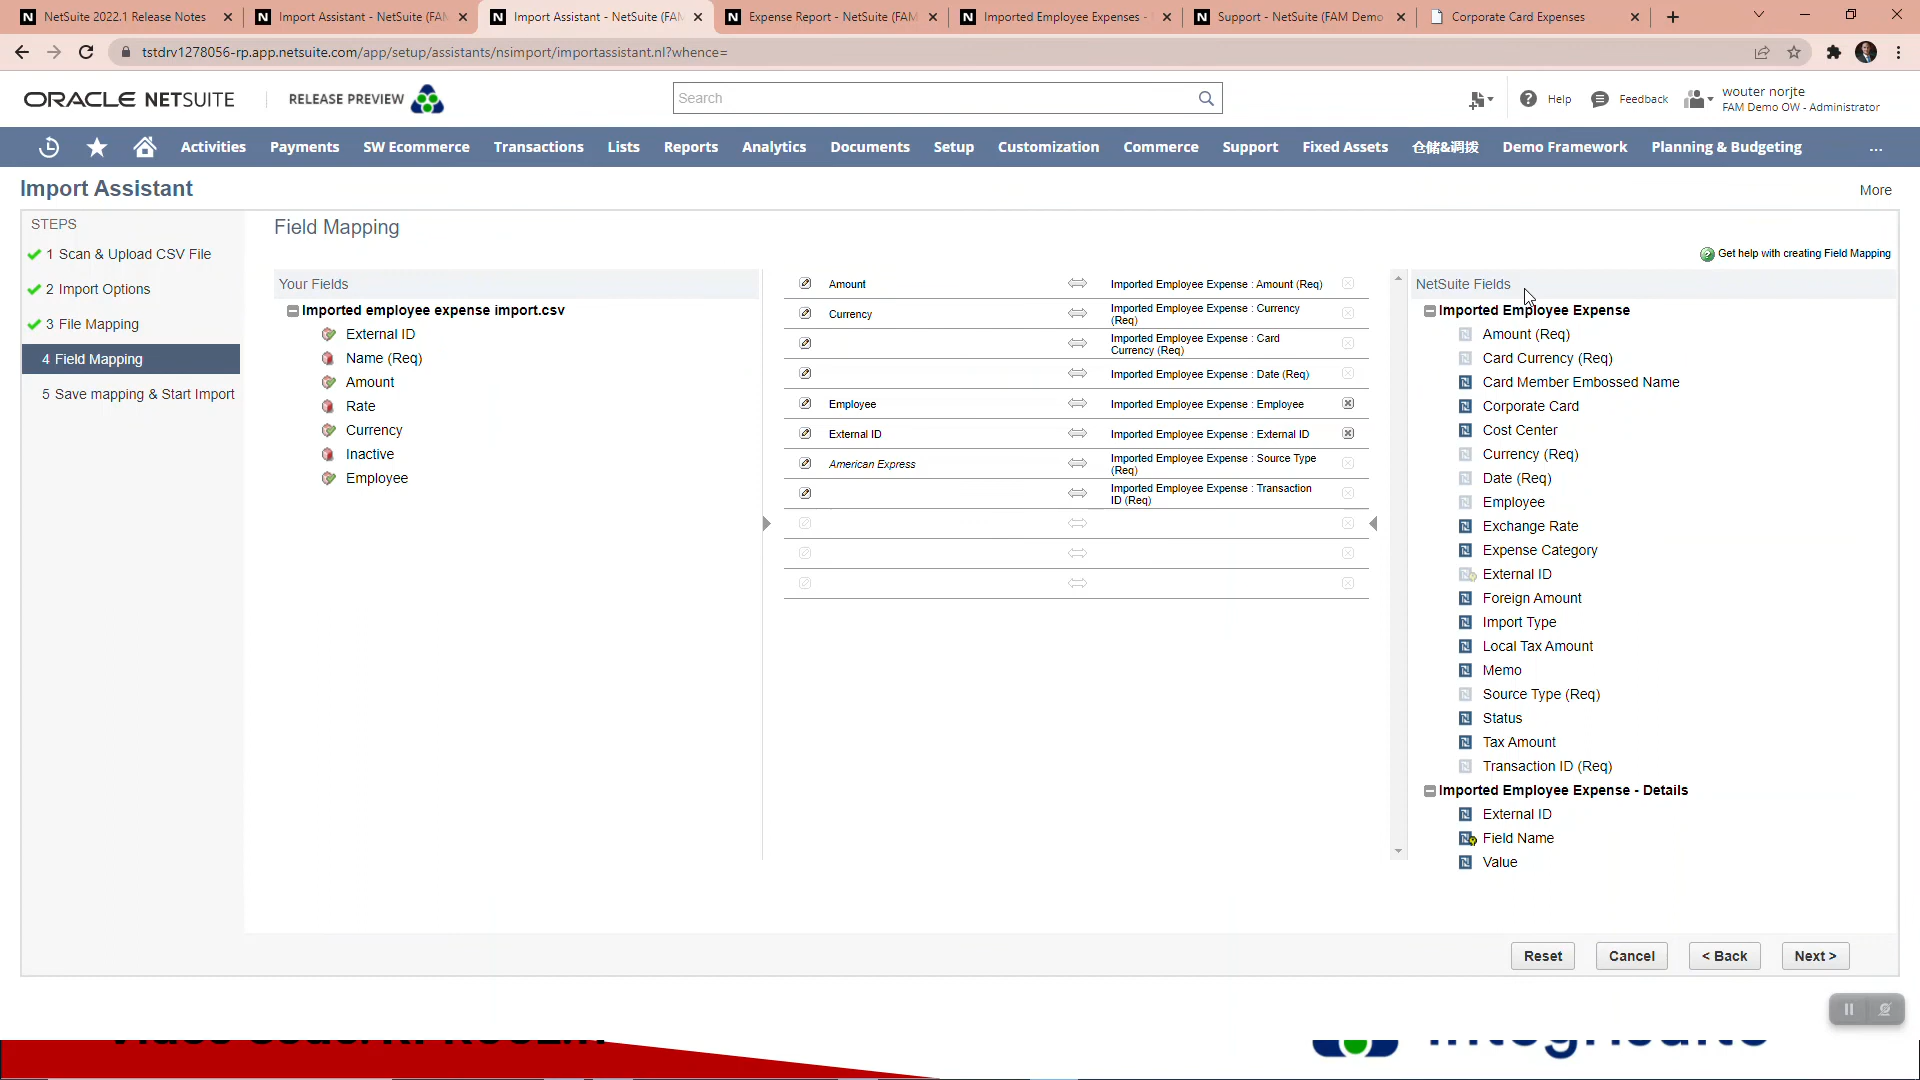 NetSuite 2022.1 Release Notes
Import Assistant - NetSuite (FAM
Import Assistant - NetSuite (FAM
Expense Report - NetSuite (FAM
Imported Employee Expenses -
Support - NetSuite (FAM Demo
Corporate Card Expenses
tstdrv1278056-rp.app.netsuite.com/app/setup/assistants/nsimport/importassistant.nl?whence=
ORACLE NETSUITE
RELEASE PREVIEW
Search
Help
Feedback
wouter norjte
FAM Demo OW - Administrator
Activities
Payments
SW Ecommerce
Transactions
Lists
Reports
Analytics
Documents
Setup
Customization
Commerce
Support
Fixed Assets
仓储&调拨
Demo Framework
Planning & Budgeting
...
Import Assistant
More
STEPS
1 Scan & Upload CSV File
2 Import Options
3 File Mapping
4 Field Mapping
5 Save mapping & Start Import
Field Mapping
Get help with creating Field Mapping
Your Fields
Imported employee expense import.csv
External ID
Name (Req)
Amount
Rate
Currency
Inactive
Employee
Amount
Imported Employee Expense : Amount (Req)
Currency
Imported Employee Expense : Currency
(Req)
Imported Employee Expense : Card
Currency (Req)
Imported Employee Expense : Date (Req)
Employee
Imported Employee Expense : Employee
External ID
Imported Employee Expense : External ID
American Express
Imported Employee Expense : Source Type
(Req)
Imported Employee Expense : Transaction
ID (Req)
NetSuite Fields
Imported Employee Expense
Amount (Req)
Card Currency (Req)
Card Member Embossed Name
Corporate Card
Cost Center
Currency (Req)
Date (Req)
Employee
Exchange Rate
Expense Category
External ID
Foreign Amount
Import Type
Local Tax Amount
Memo
Source Type (Req)
Status
Tax Amount
Transaction ID (Req)
Imported Employee Expense - Details
External ID
Field Name
Value
Reset
Cancel
< Back
Next >